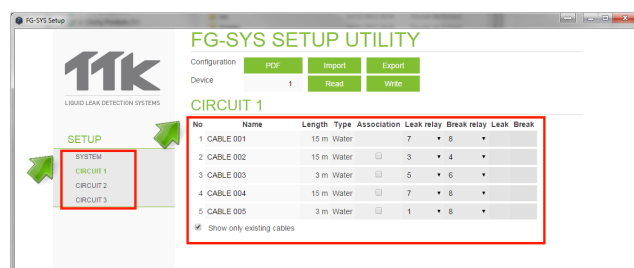 FG-SYS Setup
FG-SYS SETUP UTILITY
TTK
LIQUID LEAK DETECTION SYSTEMS
Configuration PDF Import Export
Device 1 Read Write
CIRCUIT 1
SETUP
SYSTEM
CIRCUIT 1
CIRCUIT 2
CIRCUIT 3
No Name Length Type Association Leak relay Break relay Leak Break
1 CABLE 001 15 m Water 7 8
2 CABLE 002 15 m Water 3 4
3 CABLE 003 3 m Water 5 6
4 CABLE 004 15 m Water 7 8
5 CABLE 005 3 m Water 1 8
Show only existing cables